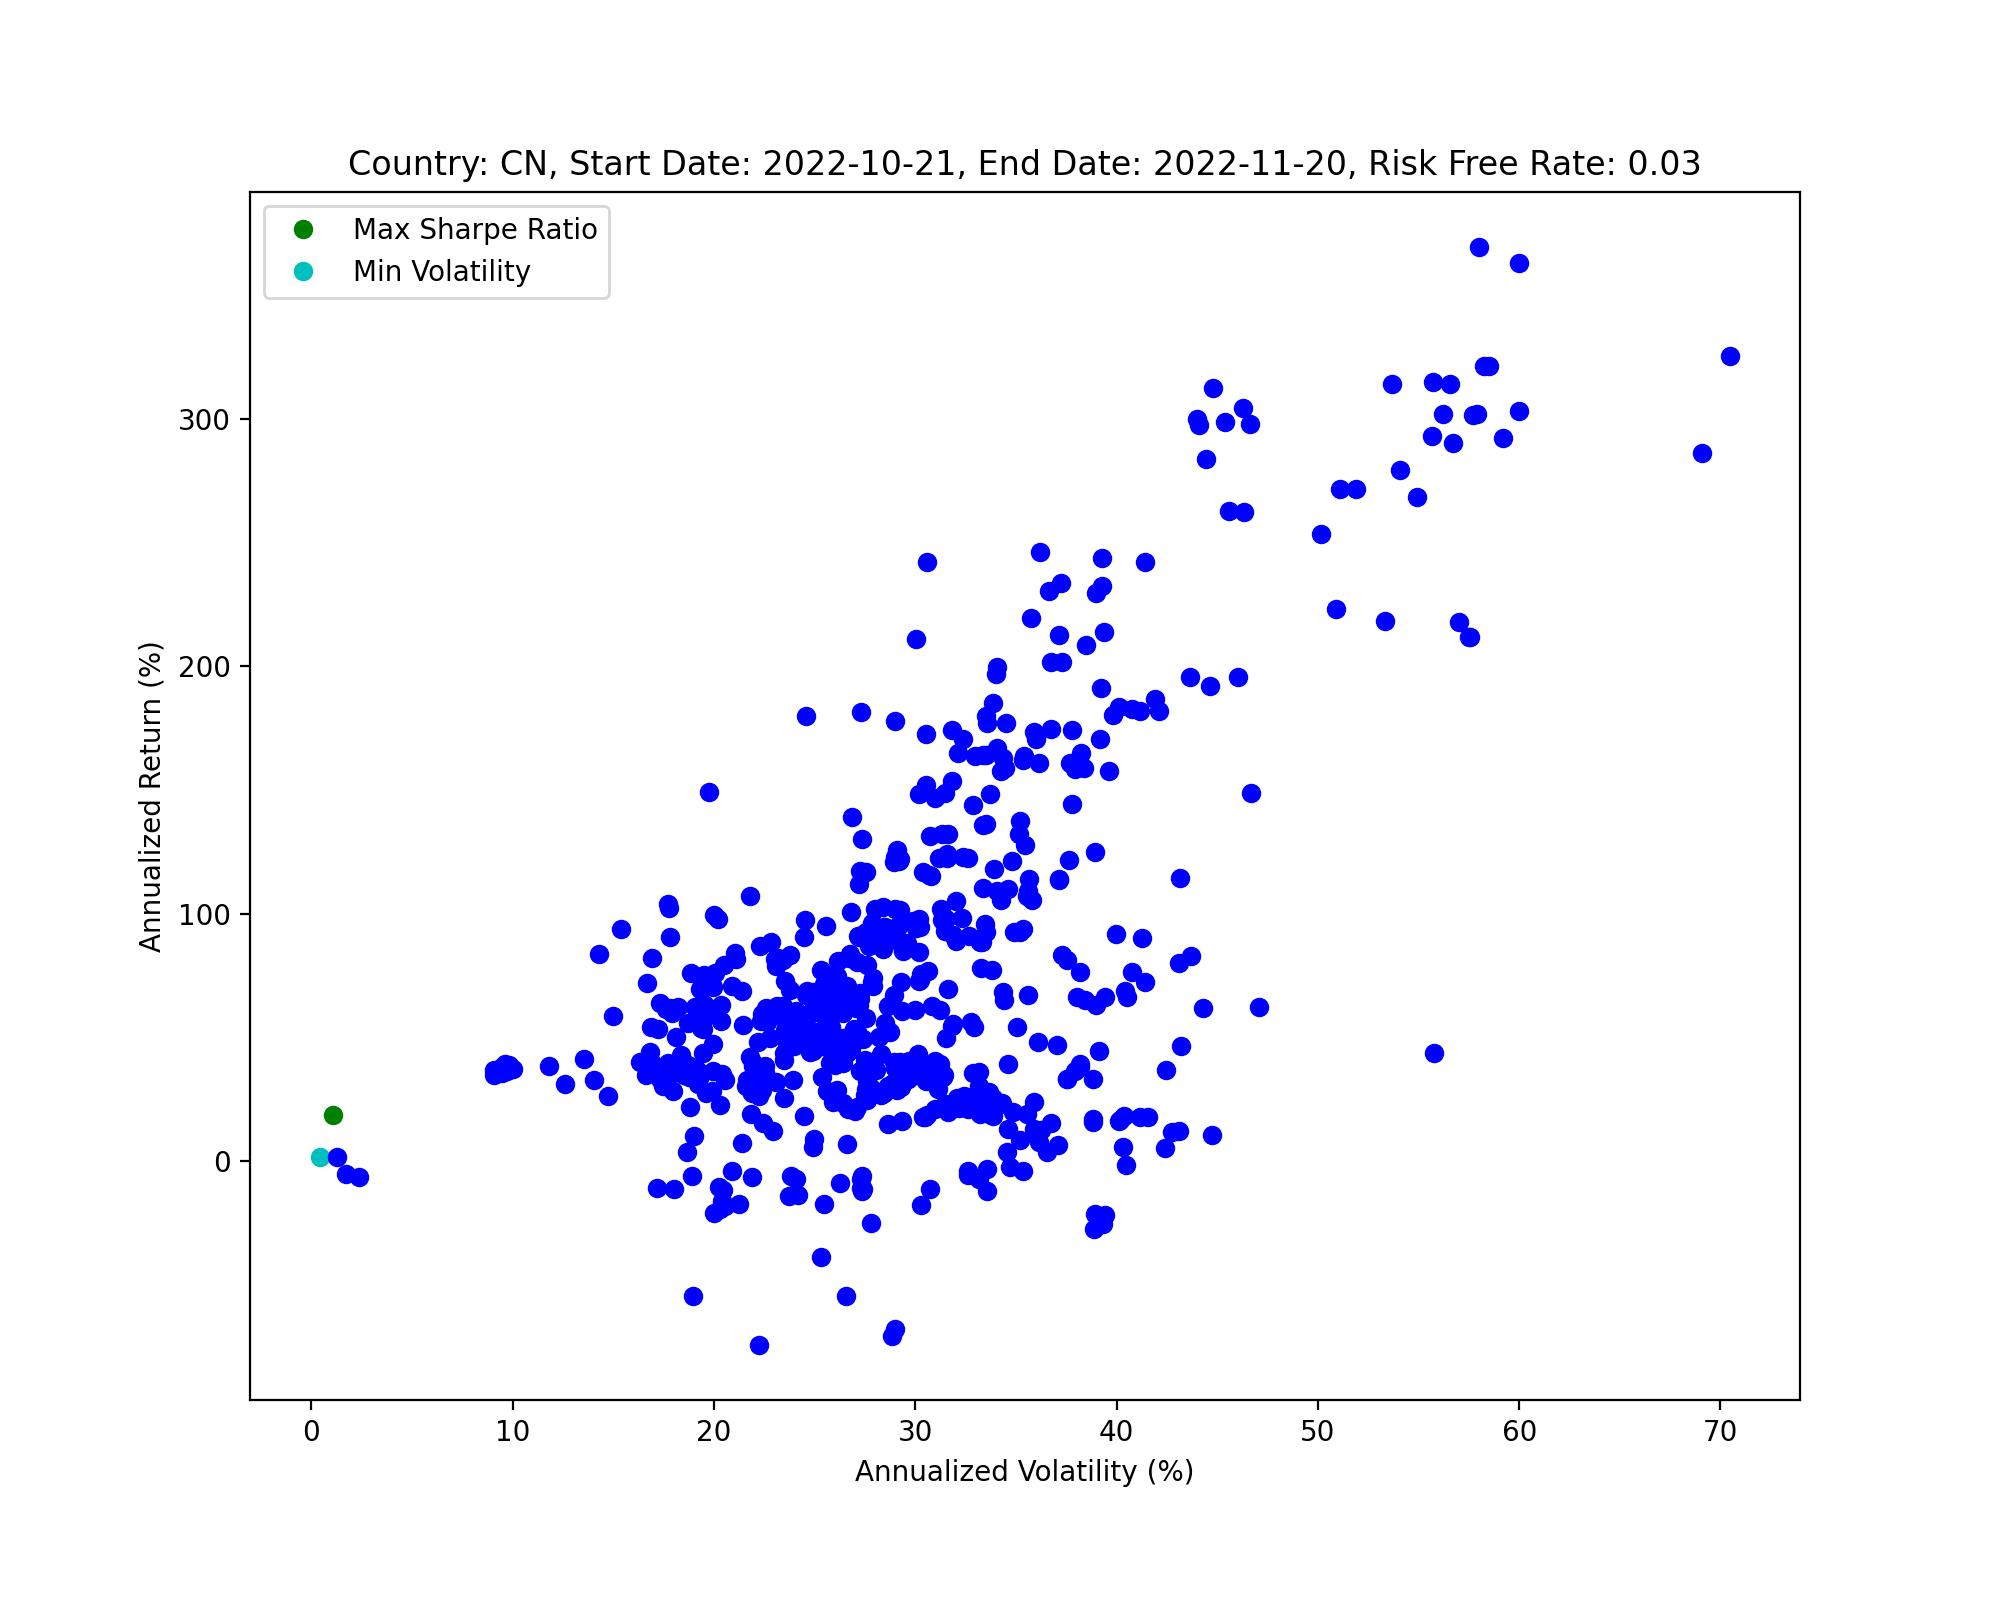 Country: CN, Start Date: 2022-10-21, End Date: 2022-11-20, Risk Free Rate: 0.03
Max Sharpe Ratio
Min Volatility
300
200
100
0
Annualized Return (%)
0 10 20 30 40 50 60 70
Annualized Volatility (%)